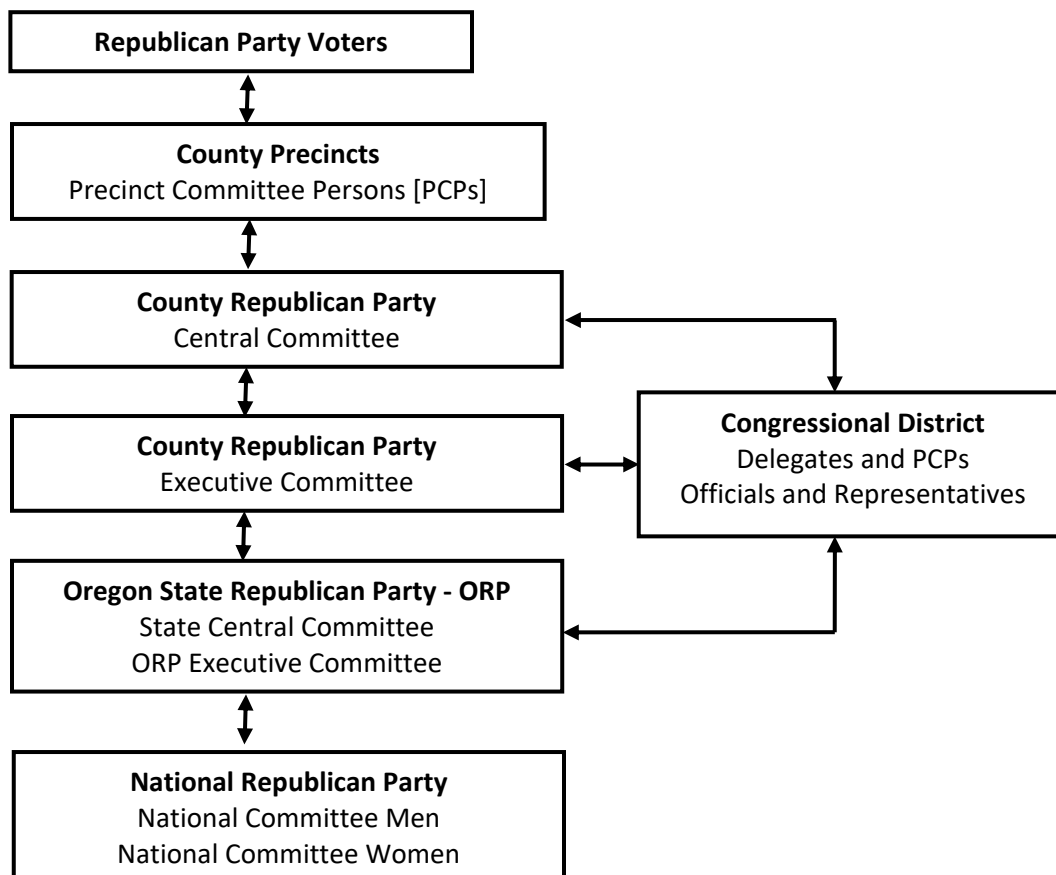 Republican Party Voters
County Precincts
Precinct Committee Persons [PCPs]
County Republican Party
Central Committee
County Republican Party
Executive Committee
Congressional District
Delegates and PCPs
Officials and Representatives
Oregon State Republican Party - ORP
State Central Committee
ORP Executive Committee
National Republican Party
National Committee Men
National Committee Women